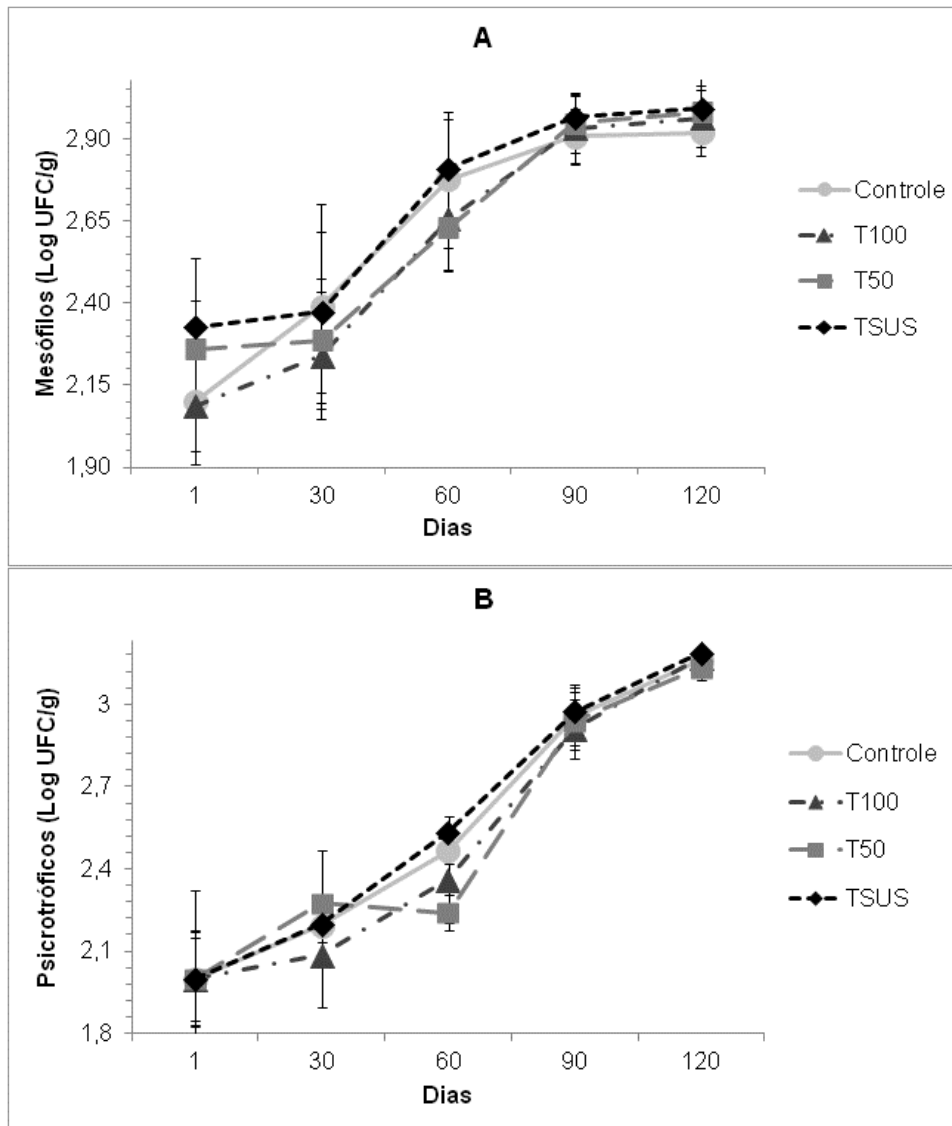 A
Mesófilos (Log UFC/g)
2,90
2,65
2,40
2,15
1,90
1
30
60
90
120
Dias
Controle
T100
T50
TSUS
B
Psicrotróficos (Log UFC/g)
3
2,7
2,4
2,1
1,8
1
30
60
90
120
Dias
Controle
T100
T50
TSUS